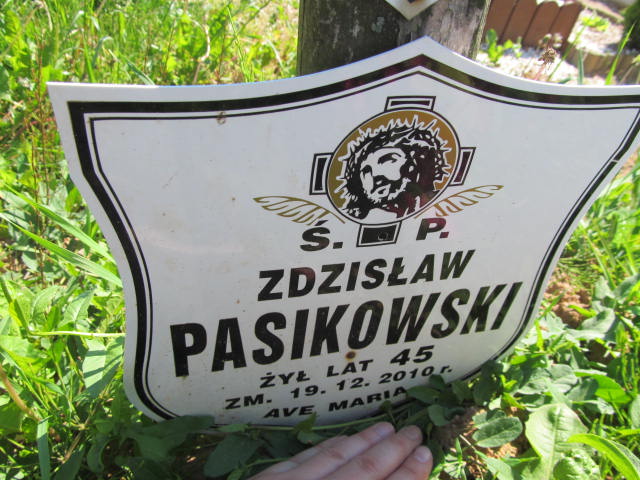 Ś. P.
ZDZISŁAW
PASIKOWSKI
ŻYŁ LAT 45
ZM. 19. 12. 2010 r.
AVE MARIA